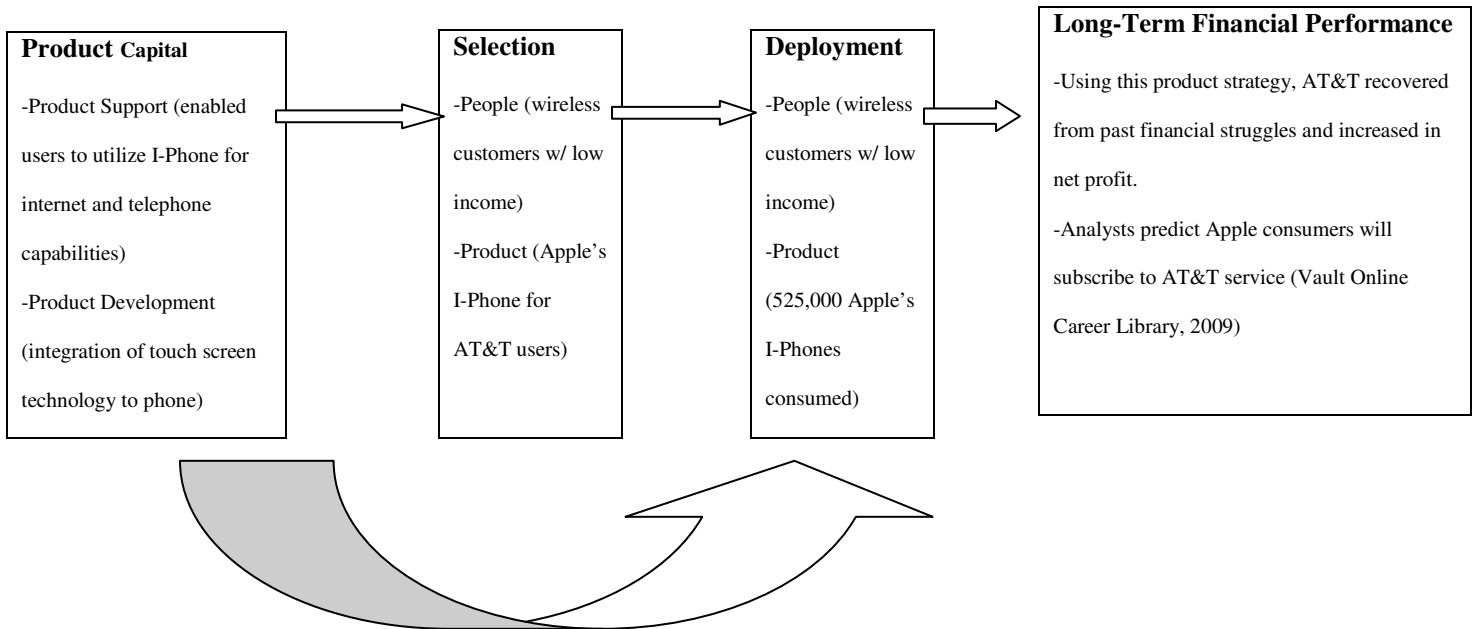 Product Capital
-Product Support (enabled
users to utilize I-Phone for
internet and telephone
capabilities)
-Product Development
(integration of touch screen
technology to phone)
Selection
-People (wireless
customers w/ low
income)
-Product (Apple's
I-Phone for
AT&T users)
Deployment
-People (wireless
customers w/ low
income)
-Product
(525,000 Apple's
I-Phones
consumed)
Long-Term Financial Performance
-Using this product strategy, AT&T recovered
from past financial struggles and increased in
net profit.
-Analysts predict Apple consumers will
subscribe to AT&T service (Vault Online
Career Library, 2009)